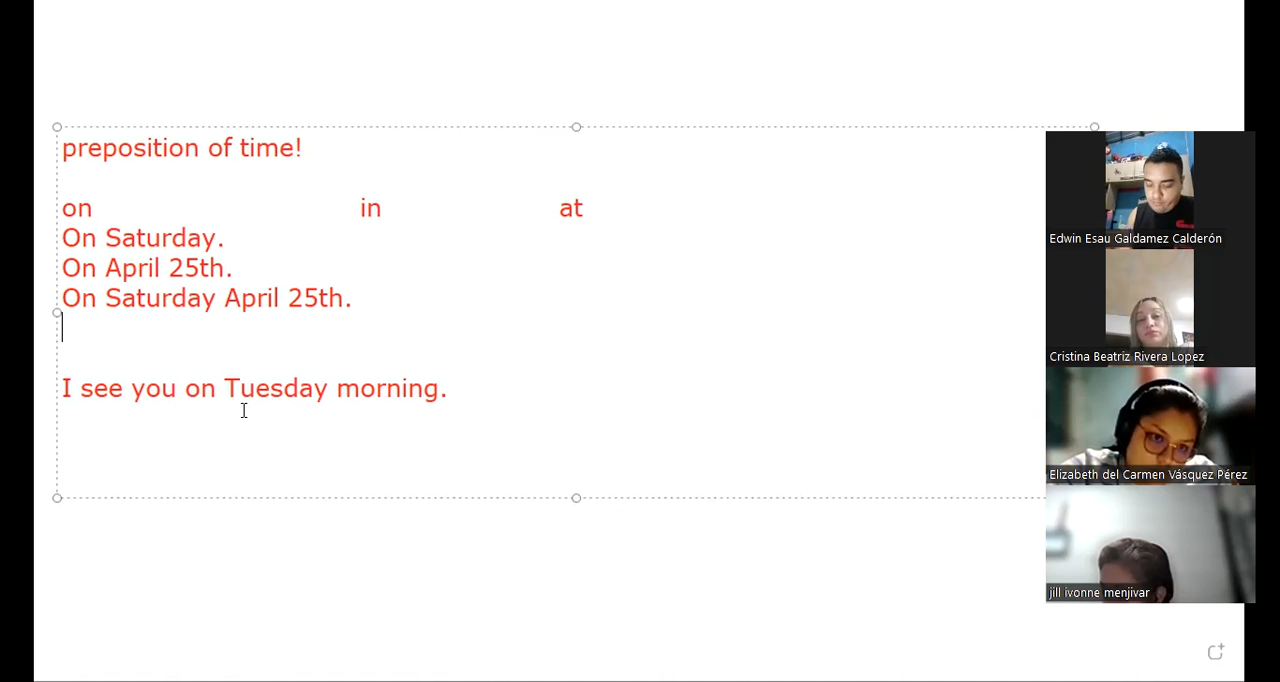 preposition of time!
on in at
On Saturday.
On April 25th.
On Saturday April 25th.
I see you on Tuesday morning.
Edwin Esau Galdamez Calderón
Cristina Beatriz Rivera Lopez
Elizabeth del Carmen Vásquez Pérez
jill ivonne menjivar